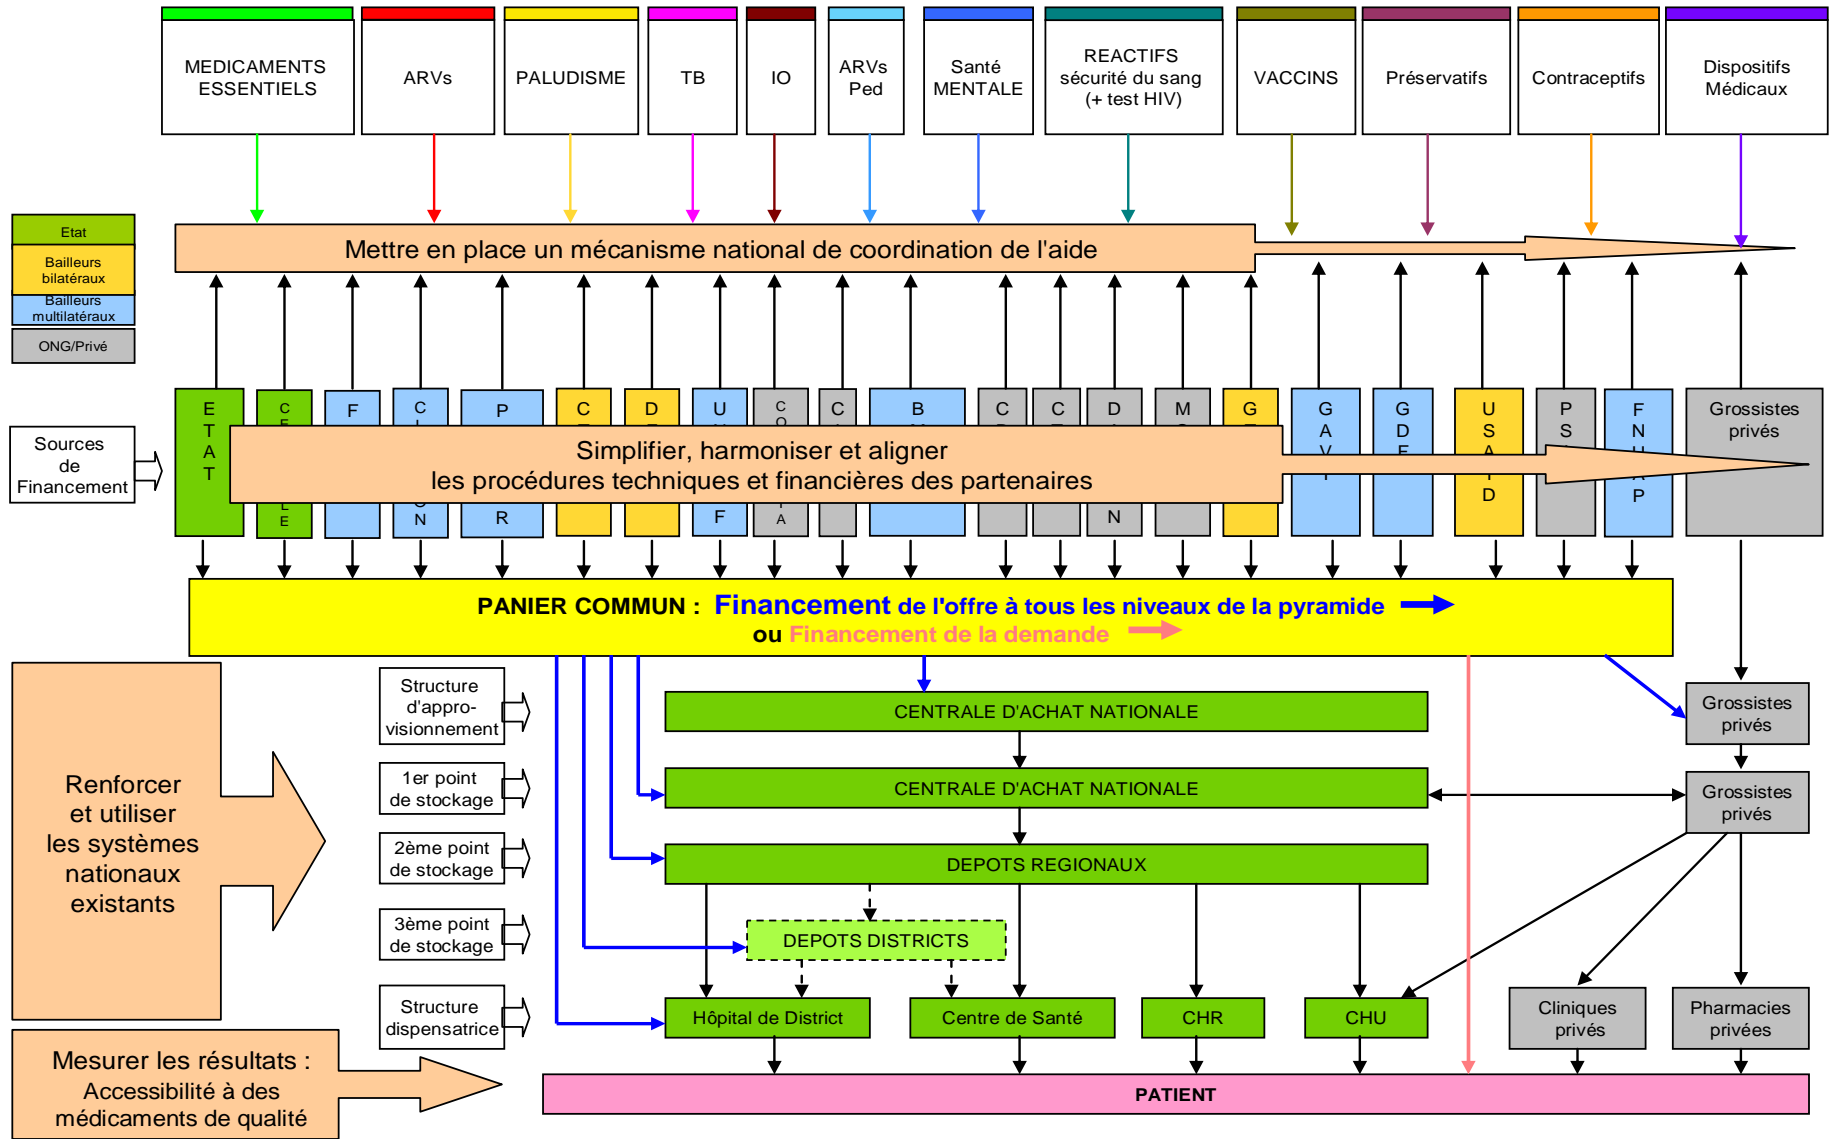 MEDICAMENTS
ESSENTIELS
ARVs
PALUDISME
TB
IO
ARVs
Ped
Santé
MENTALE
REACTIFS
sécurité du sang
(+ test HIV)
VACCINS
Préservatifs
Contraceptifs
Dispositifs
Médicaux
Etat
Bailleurs
bilatéraux
Bailleurs
multilatéraux
ONG/Privé
Mettre en place un mécanisme national de coordination de l'aide
Sources
de
Financement
ETAT
Grossistes
privés
Simplifier, harmoniser et aligner
les procédures techniques et financières des partenaires
PANIER COMMUN : Financement de l'offre à tous les niveaux de la pyramide
ou Financement de la demande
Renforcer
et utiliser
les systèmes
nationaux
existants
Structure
d'appro-
visionnement
CENTRALE D'ACHAT NATIONALE
Grossistes
privés
1er point
de stockage
CENTRALE D'ACHAT NATIONALE
Grossistes
privés
2ème point
de stockage
DEPOTS REGIONAUX
3ème point
de stockage
DEPOTS DISTRICTS
Structure
dispensatrice
Hôpital de District
Centre de Santé
CHR
CHU
Cliniques
privés
Pharmacies
privées
Mesurer les résultats :
Accessibilité à des
médicaments de qualité
PATIENT